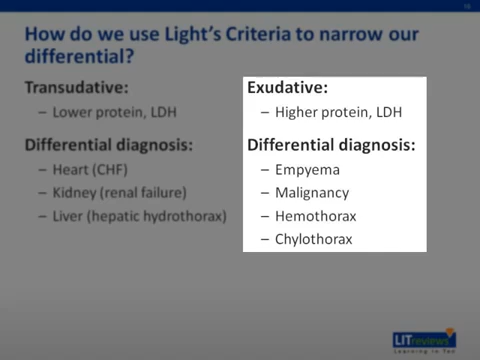 How do we use Light's Criteria to narrow our
differential?
Transudative:
– Lower protein, LDH
Differential diagnosis:
– Heart (CHF)
– Kidney (renal failure)
– Liver (hepatic hydrothorax)
Exudative:
– Higher protein, LDH
Differential diagnosis:
– Empyema
– Malignancy
– Hemothorax
– Chylothorax
LITreviews
Learning in Ten